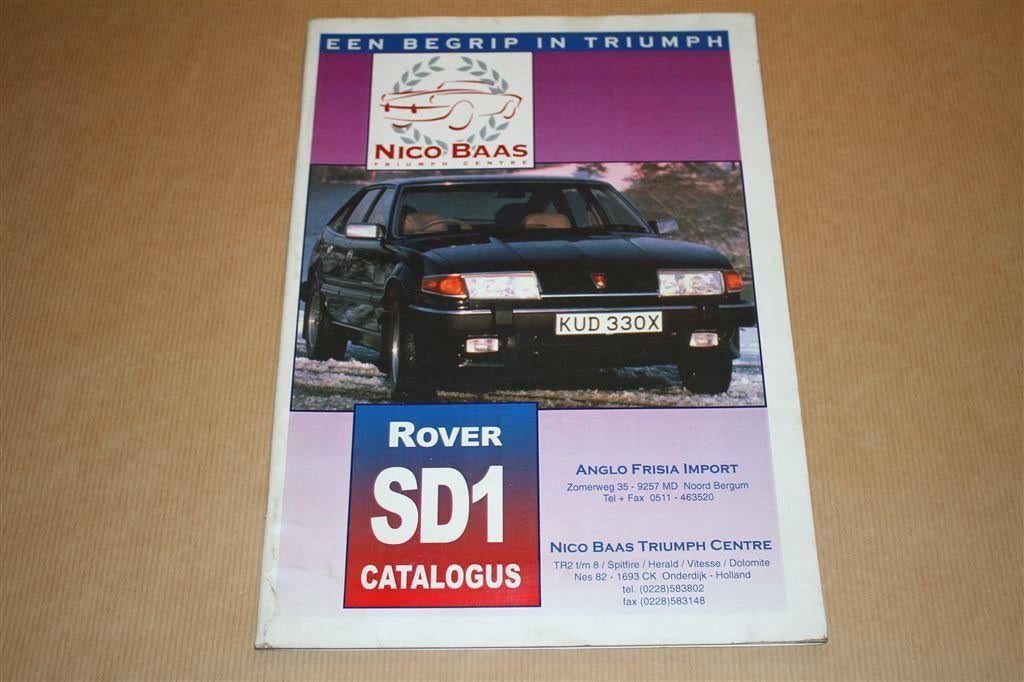 EEN BEGRIP IN TRIUMPH
NICO BAAS
TRIUMPH CENTRE
KUD 330X
ROVER
SD1
CATALOGUS
ANGLO FRISIA IMPORT
Zomerweg 35 - 9257 MD Noord Bergum
Tel + Fax 0511 - 463520
NICO BAAS TRIUMPH CENTRE
TR2 t/m 8 / Spitfire / Herald / Vitesse / Dolomite
Nes 82 - 1693 CK Onderdijk - Holland
tel. (0228)583802
fax (0228)583148